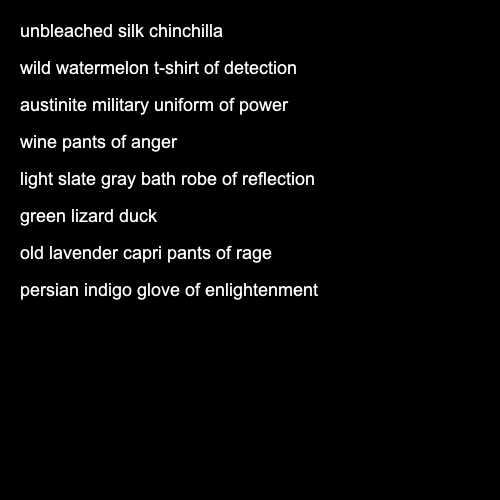 unbleached silk chinchilla
wild watermelon t-shirt of detection
austinite military uniform of power
wine pants of anger
light slate gray bath robe of reflection
green lizard duck
old lavender capri pants of rage
persian indigo glove of enlightenment